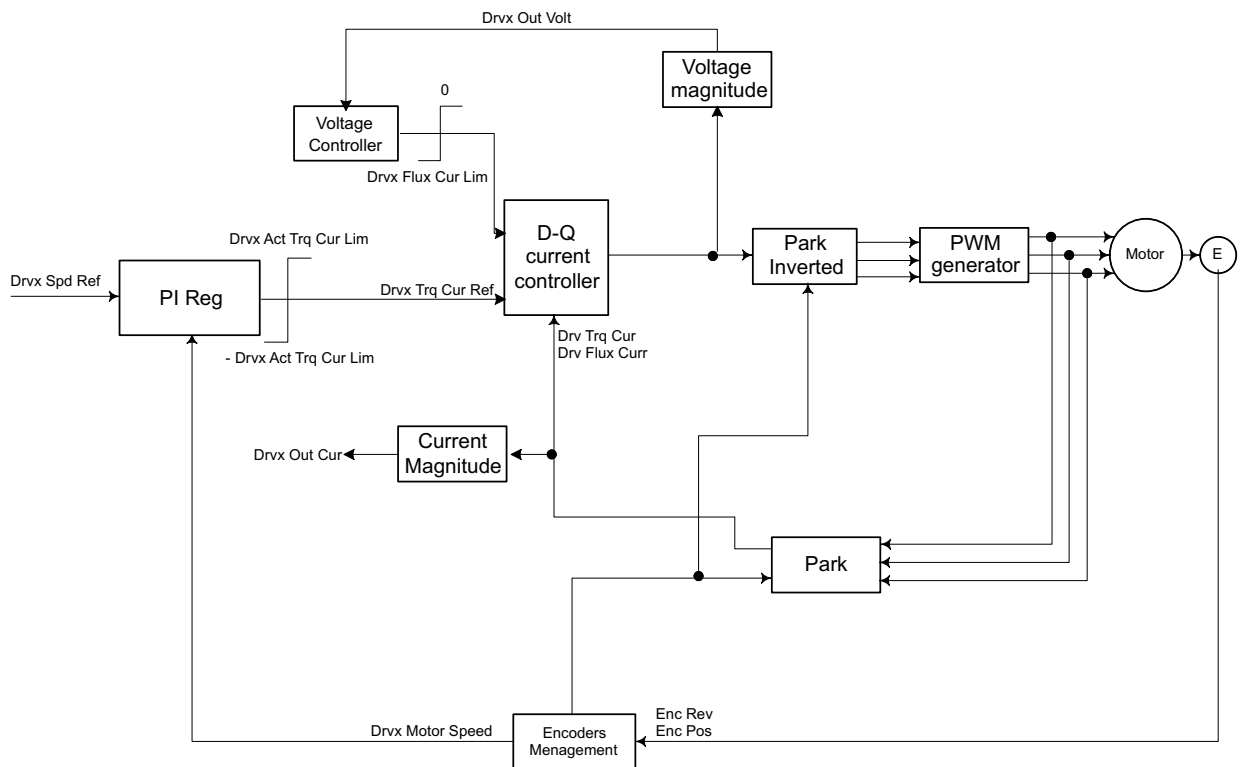 Drvx Out Volt
Voltage
magnitude
0
Voltage
Controller
Drvx Flux Cur Lim
D-Q
current
controller
Park
Inverted
PWM
generator
Motor
E
Drvx Act Trq Cur Lim
Drvx Spd Ref
PI Reg
Drvx Trq Cur Ref
- Drvx Act Trq Cur Lim
Drv Trq Cur
Drv Flux Curr
Drvx Out Cur
Current
Magnitude
Park
Drvx Motor Speed
Encoders
Menagement
Enc Rev
Enc Pos